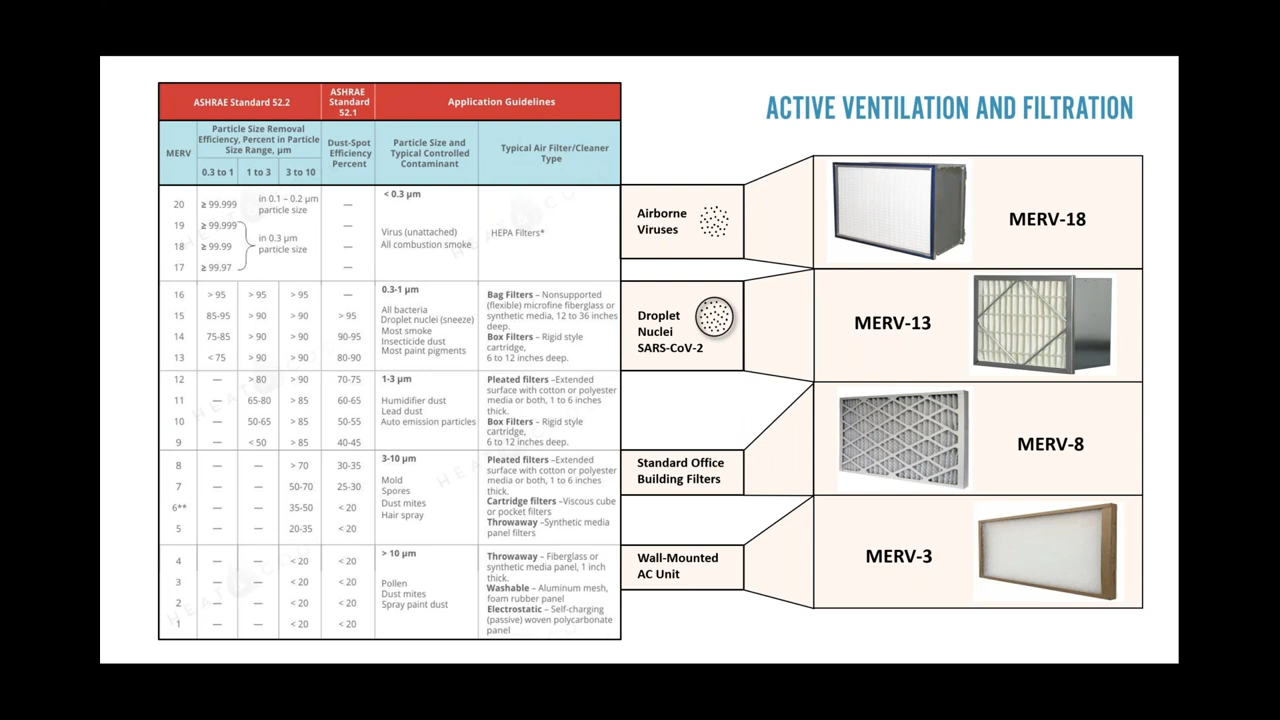 ACTIVE VENTILATION AND FILTRATION
ASHRAE Standard 52.2
ASHRAE
Standard
52.1
Application Guidelines
MERV
Particle Size Removal
Efficiency, Percent in Particle
Size Range, µm
0.3 to 1
1 to 3
3 to 10
Dust-Spot
Efficiency
Percent
Particle Size and
Typical Controlled
Contaminant
Typical Air Filter/Cleaner
Type
20 ≥ 99.999 in 0.1 – 0.2 µm particle size —
19 ≥ 99.999 —
18 ≥ 99.99 —
17 ≥ 99.97 —
in 0.3 µm
particle size
< 0.3 µm
Virus (unattached)
All combustion smoke
HEPA Filters*
16 > 95 > 95 > 95 —
15 85-95 > 90 > 90 > 95
14 75-85 > 90 > 90 90-95
13 < 75 > 90 > 90 80-90
0.3-1 µm
All bacteria
Droplet nuclei (sneeze)
Most smoke
Insecticide dust
Most paint pigments
Bag Filters – Nonsupported
(flexible) microfine fiberglass or
synthetic media, 12 to 36 inches
deep.
Box Filters – Rigid style
cartridge,
6 to 12 inches deep.
12 — > 80 > 90 70-75
11 — 65-80 > 85 60-65
10 — 50-65 > 85 50-55
9 — < 50 > 85 40-45
1-3 µm
Humidifier dust
Lead dust
Auto emission particles
Pleated filters –Extended
surface with cotton or polyester
media or both, 1 to 6 inches
thick.
Box Filters – Rigid style
cartridge,
6 to 12 inches deep.
8 — — > 70 30-35
7 — — 50-70 25-30
6** — — 35-50 < 20
5 — — 20-35 < 20
3-10 µm
Mold
Spores
Dust mites
Hair spray
Pleated filters –Extended
surface with cotton or polyester
media or both, 1 to 6 inches
thick.
Cartridge filters –Viscous cube
or pocket filters
Throwaway –Synthetic media
panel filters
4 — — < 20 < 20
3 — — < 20 < 20
2 — — < 20 < 20
1 — — < 20 < 20
> 10 µm
Pollen
Dust mites
Spray paint dust
Throwaway – Fiberglass or
synthetic media panel, 1 inch
thick.
Washable – Aluminum mesh,
foam rubber panel
Electrostatic – Self-charging
(passive) woven polycarbonate
panel
Airborne
Viruses
MERV-18
Droplet
Nuclei
SARS-CoV-2
MERV-13
Standard Office
Building Filters
MERV-8
Wall-Mounted
AC Unit
MERV-3